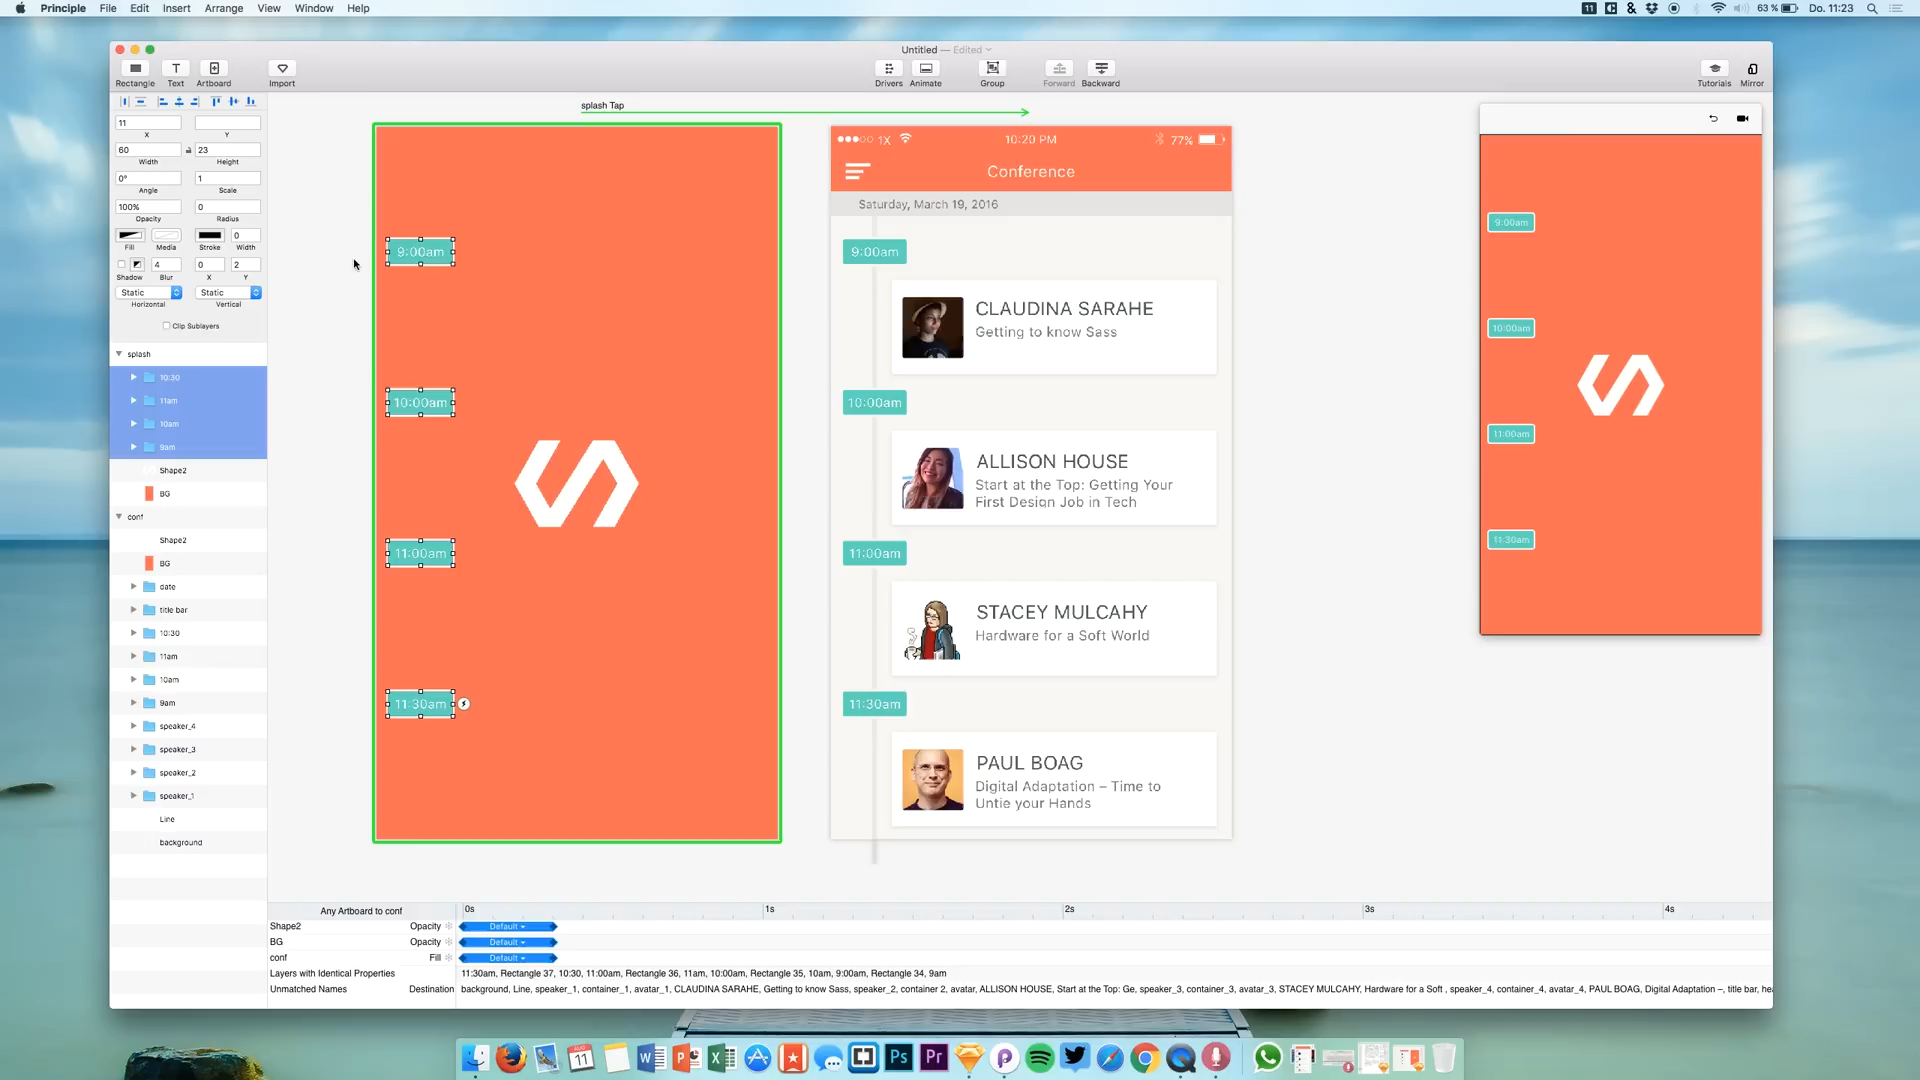 Principle File Edit Insert Arrange View Window Help
11 63 % Do. 11:23
Untitled — Edited
Rectangle Text Artboard Import Drivers Animate Group Forward Backward Tutorials Mirror
11
X Y
60 23
Width Height
0° 1
Angle Scale
100% 0
Opacity Radius
0
Fill Media Stroke Width
4 0 2
Shadow Blur X Y
Static Static
Horizontal Vertical
Clip Sublayers
splash
10:30
11am
10am
9am
Shape2
BG
conf
Shape2
BG
date
title bar
10:30
11am
10am
9am
speaker_4
speaker_3
speaker_2
speaker_1
Line
background
splash Tap
9:00am
10:00am
11:00am
11:30am
1X 10:20 PM 77%
Conference
Saturday, March 19, 2016
9:00am
CLAUDINA SARAHE
Getting to know Sass
10:00am
ALLISON HOUSE
Start at the Top: Getting Your
First Design Job in Tech
11:00am
STACEY MULCAHY
Hardware for a Soft World
11:30am
PAUL BOAG
Digital Adaptation – Time to
Untie your Hands
9:00am
10:00am
11:00am
11:30am
Any Artboard to conf 0s 1s 2s 3s 4s
Shape2 Opacity Default
BG Opacity Default
conf Fill Default
Layers with Identical Properties 11:30am, Rectangle 37, 10:30, 11:00am, Rectangle 36, 11am, 10:00am, Rectangle 35, 10am, 9:00am, Rectangle 34, 9am
Unmatched Names Destination background, Line, speaker_1, container_1, avatar_1, CLAUDINA SARAHE, Getting to know Sass, speaker_2, container 2, avatar, ALLISON HOUSE, Start at the Top: Ge, speaker_3, container_3, avatar_3, STACEY MULCAHY, Hardware for a Soft , speaker_4, container_4, avatar_4, PAUL BOAG, Digital Adaptation –, title bar, he
11
Ps Pr